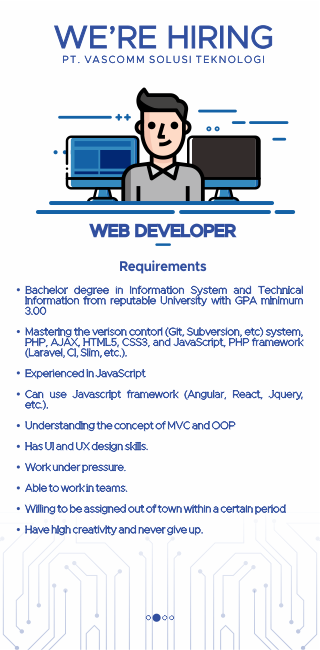 WE'RE HIRING
PT. VASCOMM SOLUSI TEKNOLOGI
WEB DEVELOPER
Requirements
• Bachelor degree in Information System and Technical
Information from reputable University with GPA minimum
3.00
• Mastering the verison contorl (Git, Subversion, etc) system,
PHP, AJAX, HTML5, CSS3, and JavaScript, PHP framework
(Laravel, CI, Slim, etc.).
• Experienced in JavaScript
• Can use Javascript framework (Angular, React, Jquery,
etc.).
• Understanding the concept of MVC and OOP
• Has UI and UX design skills.
• Work under pressure.
• Able to work in teams.
• Willing to be assigned out of town within a certain period
• Have high creativity and never give up.